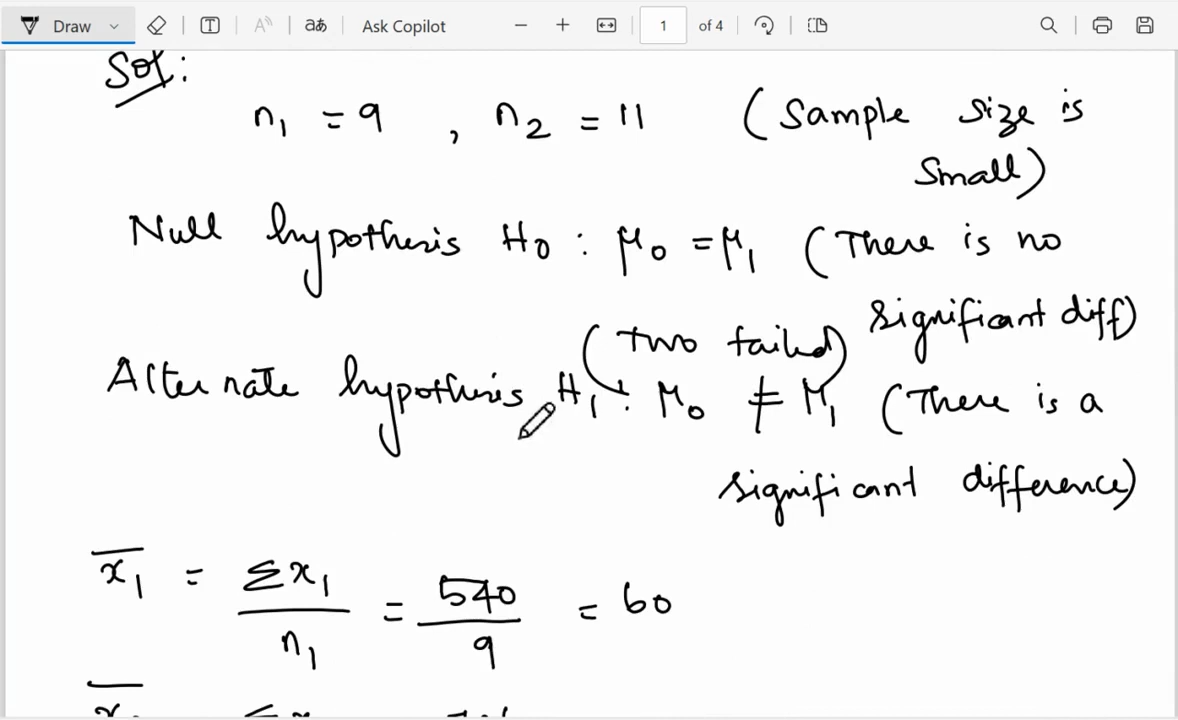 Draw aあ Ask Copilot 1 of 4
Sol:
n₁ = 9 , n₂ = 11 (Sample size is
small)
Null hypothesis H₀ : μ₀ = μ₁ (There is no
significant diff)
(two tailed)
Alternate hypothesis H₁ : μ₀ ≠ μ₁ (There is a
significant difference)
x̄₁ = Σx₁ / n₁ = 540 / 9 = 60